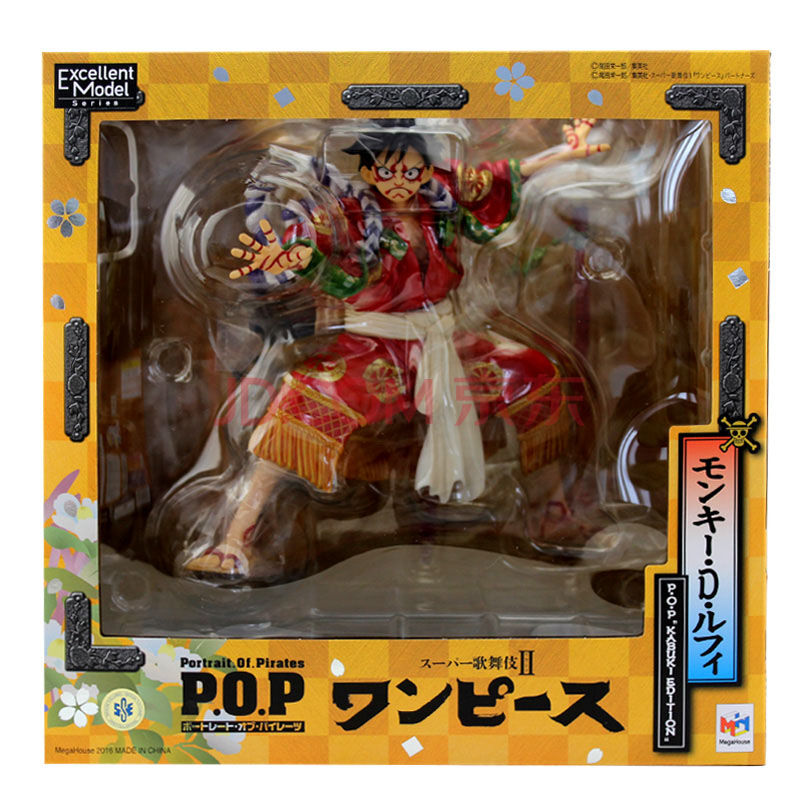 Excellent
Model
Series
©尾田栄一郎／集英社
©尾田栄一郎／集英社・スーパー歌舞伎Ⅱ『ワンピース』パートナーズ
JD.COM 京东
モンキー・D・ルフィ
P.O.P "KABUKI EDITION"
Portrait.Of.Pirates
P.O.P
ポートレート・オブ・パイレーツ
スーパー歌舞伎Ⅱ
ワンピース
MegaHouse 2016 MADE IN CHINA
MegaHouse